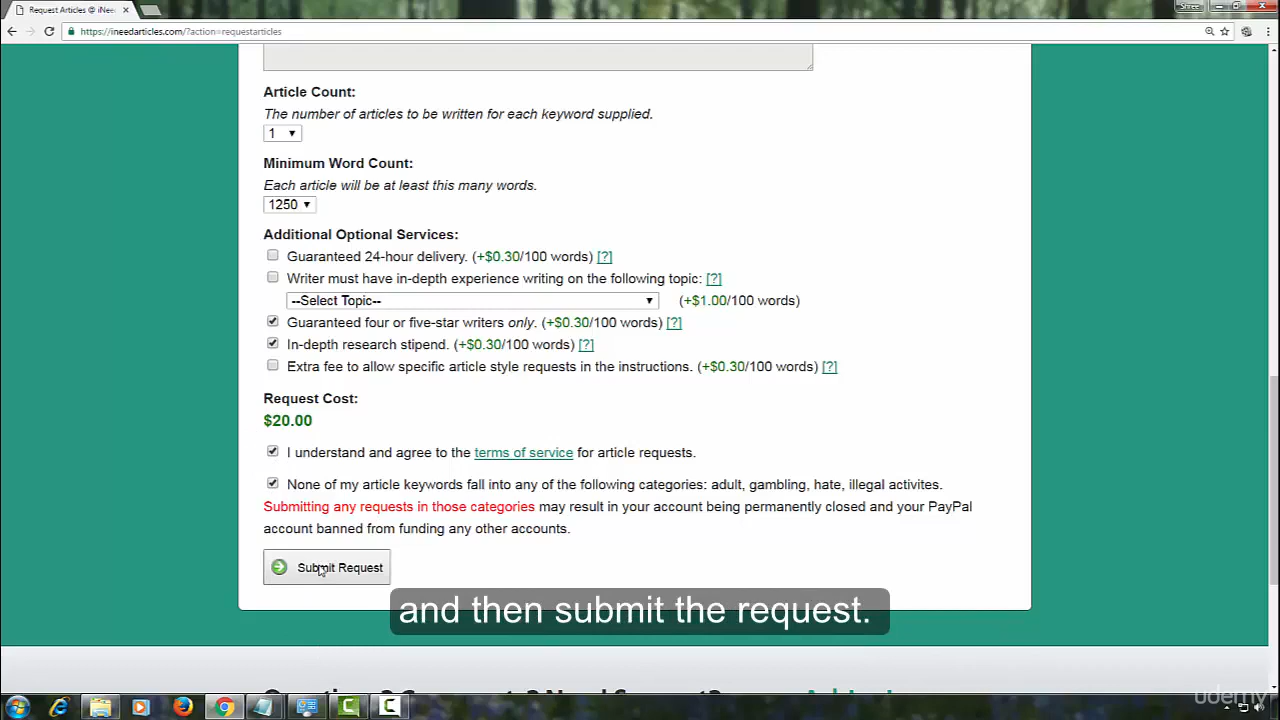 Request Articles @ iNee
Shree
https://ineedarticles.com/?action=requestarticles
Article Count:
The number of articles to be written for each keyword supplied.
1
Minimum Word Count:
Each article will be at least this many words.
1250
Additional Optional Services:
Guaranteed 24-hour delivery. (+$0.30/100 words) [?]
Writer must have in-depth experience writing on the following topic: [?]
--Select Topic-- (+$1.00/100 words)
Guaranteed four or five-star writers only. (+$0.30/100 words) [?]
In-depth research stipend. (+$0.30/100 words) [?]
Extra fee to allow specific article style requests in the instructions. (+$0.30/100 words) [?]
Request Cost:
$20.00
I understand and agree to the terms of service for article requests.
None of my article keywords fall into any of the following categories: adult, gambling, hate, illegal activites.
Submitting any requests in those categories may result in your account being permanently closed and your PayPal
account banned from funding any other accounts.
Submit Request
and then submit the request.
udemy